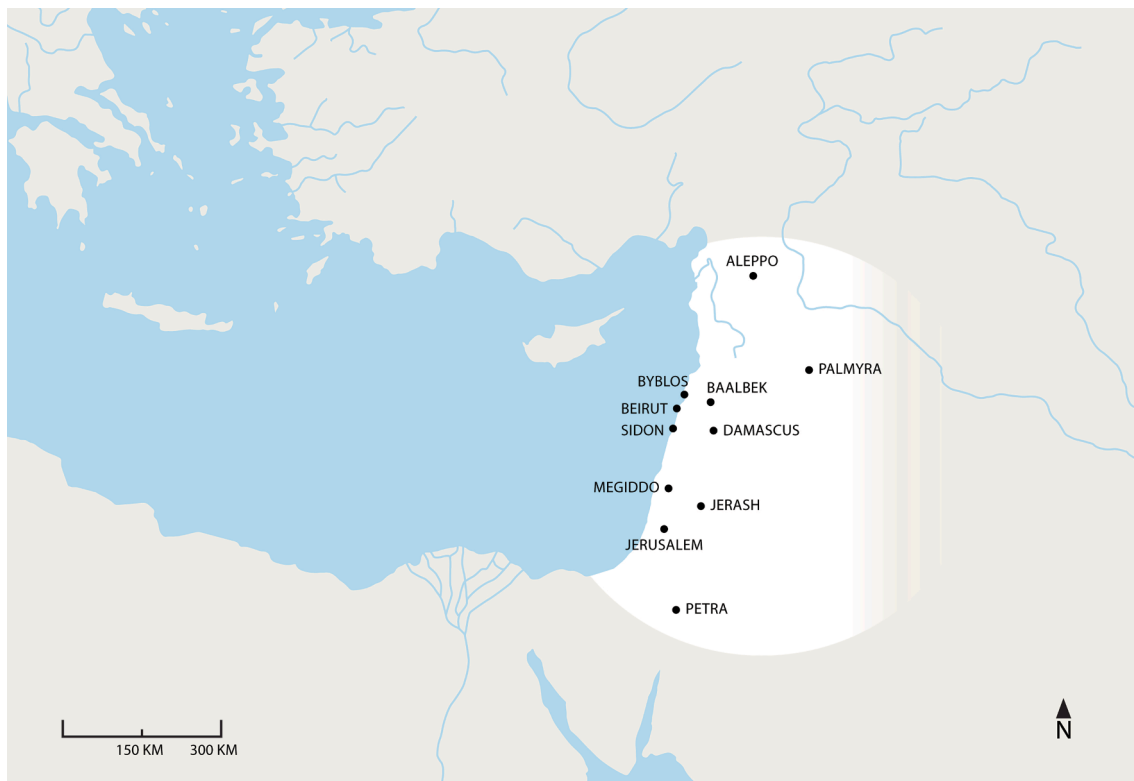 ALEPPO
PALMYRA
BYBLOS
BAALBEK
BEIRUT
SIDON
DAMASCUS
MEGIDDO
JERASH
JERUSALEM
PETRA
N
150 KM
300 KM